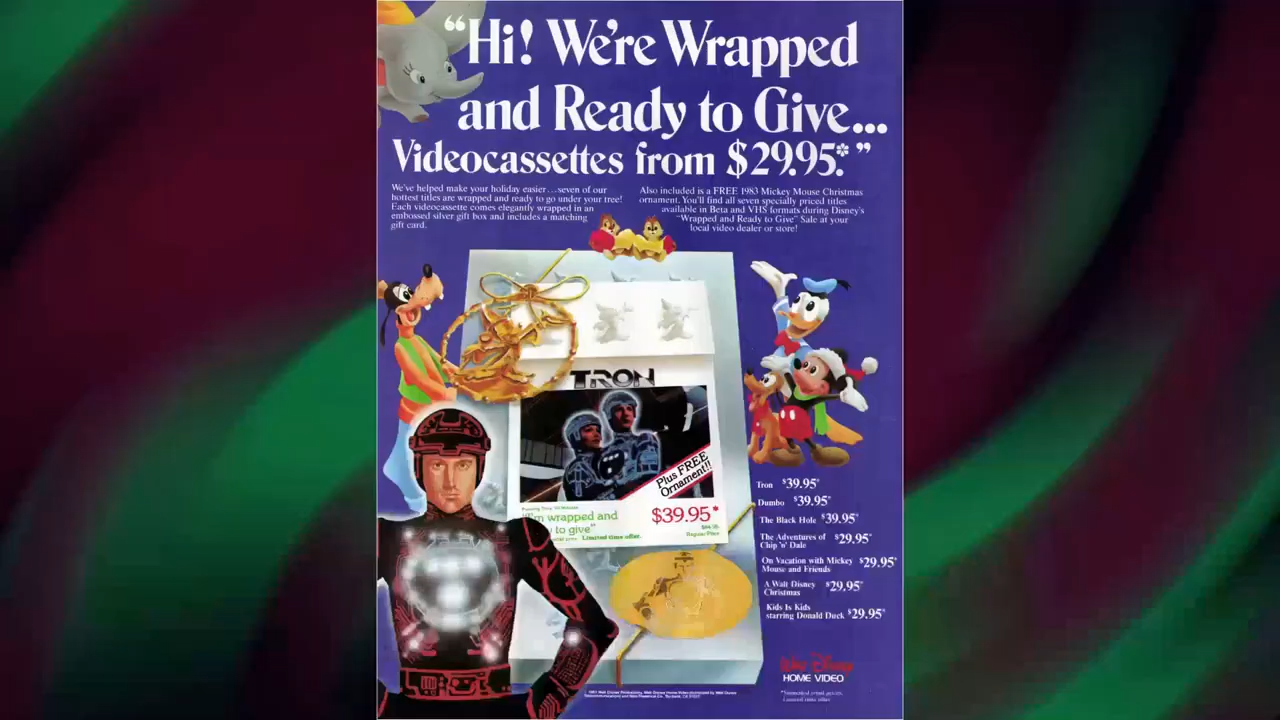 “Hi! We're Wrapped
and Ready to Give...
Videocassettes from $29.95.*”
We've helped make your holiday easier...seven of our
hottest titles are wrapped and ready to go under your tree!
Each videocassette comes elegantly wrapped in an
embossed silver gift box and includes a matching
gift card.
Also included is a FREE 1983 Mickey Mouse Christmas
ornament. You'll find all seven specially priced titles
available in Beta and VHS formats during Disney's
“Wrapped and Ready to Give” Sale at your
local video dealer or store!
TRON
Plus FREE
Ornament!!
wrapped and
to give”
Limited time offer.
$39.95*
Regular Price
Tron $39.95*
Dumbo $39.95*
The Black Hole $39.95*
The Adventures of
Chip 'n' Dale $29.95*
On Vacation with Mickey
Mouse and Friends $29.95*
A Walt Disney
Christmas $29.95*
Kids Is Kids
starring Donald Duck $29.95*
Walt Disney
HOME VIDEO